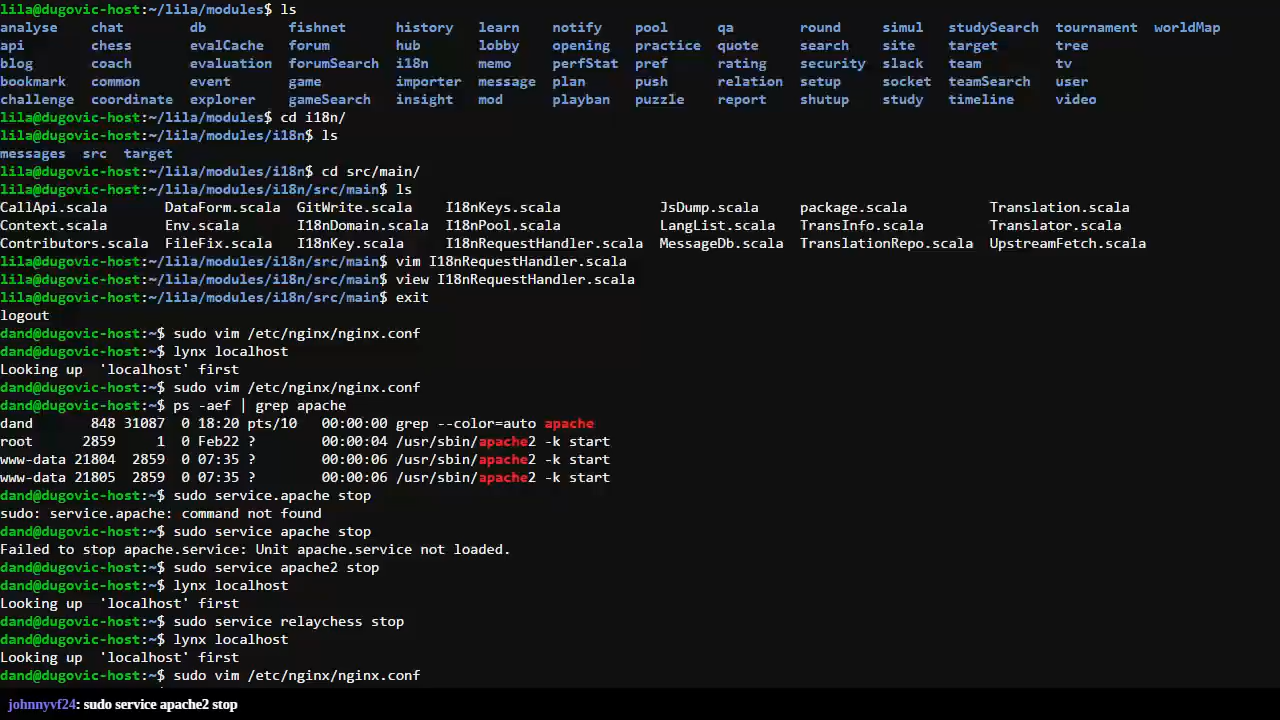 lila@dugovic-host:~/lila/modules$ ls
analyse chat db fishnet history learn notify pool qa round simul studySearch tournament worldMap
api chess evalCache forum hub lobby opening practice quote search site target tree
blog coach evaluation forumSearch i18n memo perfStat pref rating security slack team tv
bookmark common event game importer message plan push relation setup socket teamSearch user
challenge coordinate explorer gameSearch insight mod playban puzzle report shutup study timeline video
lila@dugovic-host:~/lila/modules$ cd i18n/
lila@dugovic-host:~/lila/modules/i18n$ ls
messages src target
lila@dugovic-host:~/lila/modules/i18n$ cd src/main/
lila@dugovic-host:~/lila/modules/i18n/src/main$ ls
CallApi.scala DataForm.scala GitWrite.scala I18nKeys.scala JsDump.scala package.scala Translation.scala
Context.scala Env.scala I18nDomain.scala I18nPool.scala LangList.scala TransInfo.scala Translator.scala
Contributors.scala FileFix.scala I18nKey.scala I18nRequestHandler.scala MessageDb.scala TranslationRepo.scala UpstreamFetch.scala
lila@dugovic-host:~/lila/modules/i18n/src/main$ vim I18nRequestHandler.scala
lila@dugovic-host:~/lila/modules/i18n/src/main$ view I18nRequestHandler.scala
lila@dugovic-host:~/lila/modules/i18n/src/main$ exit
logout
dand@dugovic-host:~$ sudo vim /etc/nginx/nginx.conf
dand@dugovic-host:~$ lynx localhost
Looking up 'localhost' first
dand@dugovic-host:~$ sudo vim /etc/nginx/nginx.conf
dand@dugovic-host:~$ ps -aef | grep apache
dand 848 31087 0 18:20 pts/10 00:00:00 grep --color=auto apache
root 2859 1 0 Feb22 ? 00:00:04 /usr/sbin/apache2 -k start
www-data 21804 2859 0 07:35 ? 00:00:06 /usr/sbin/apache2 -k start
www-data 21805 2859 0 07:35 ? 00:00:06 /usr/sbin/apache2 -k start
dand@dugovic-host:~$ sudo service.apache stop
sudo: service.apache: command not found
dand@dugovic-host:~$ sudo service apache stop
Failed to stop apache.service: Unit apache.service not loaded.
dand@dugovic-host:~$ sudo service apache2 stop
dand@dugovic-host:~$ lynx localhost
Looking up 'localhost' first
dand@dugovic-host:~$ sudo service relaychess stop
dand@dugovic-host:~$ lynx localhost
Looking up 'localhost' first
dand@dugovic-host:~$ sudo vim /etc/nginx/nginx.conf
johnnyvf24: sudo service apache2 stop